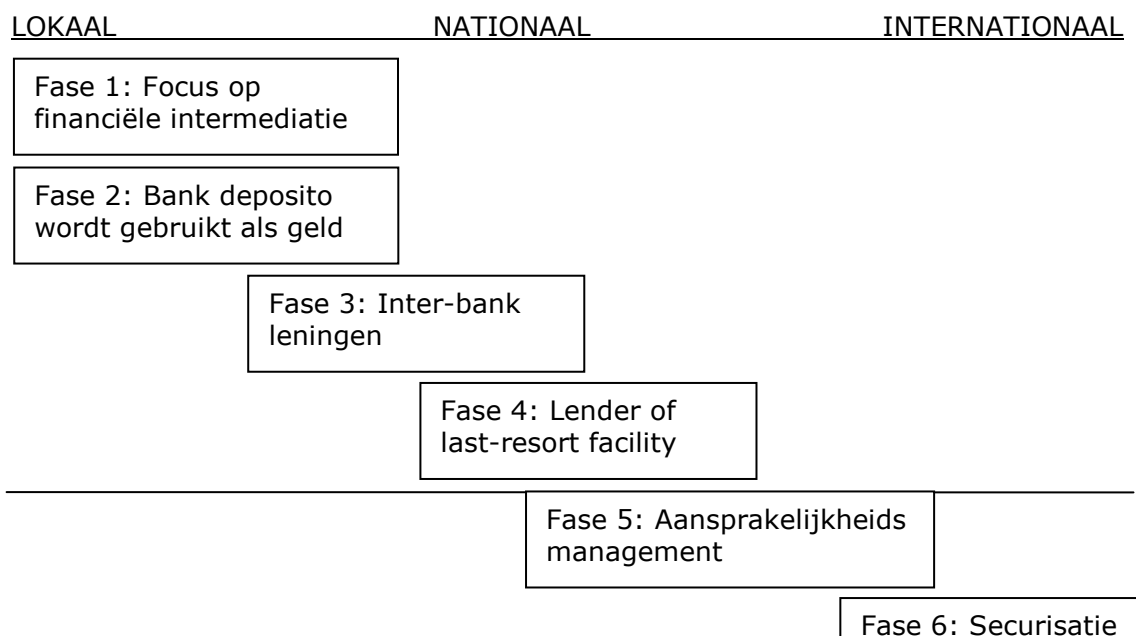 LOKAAL NATIONAAL INTERNATIONAAL
Fase 1: Focus op
financiële intermediatie
Fase 2: Bank deposito
wordt gebruikt als geld
Fase 3: Inter-bank
leningen
Fase 4: Lender of
last-resort facility
Fase 5: Aansprakelijkheids
management
Fase 6: Securisatie